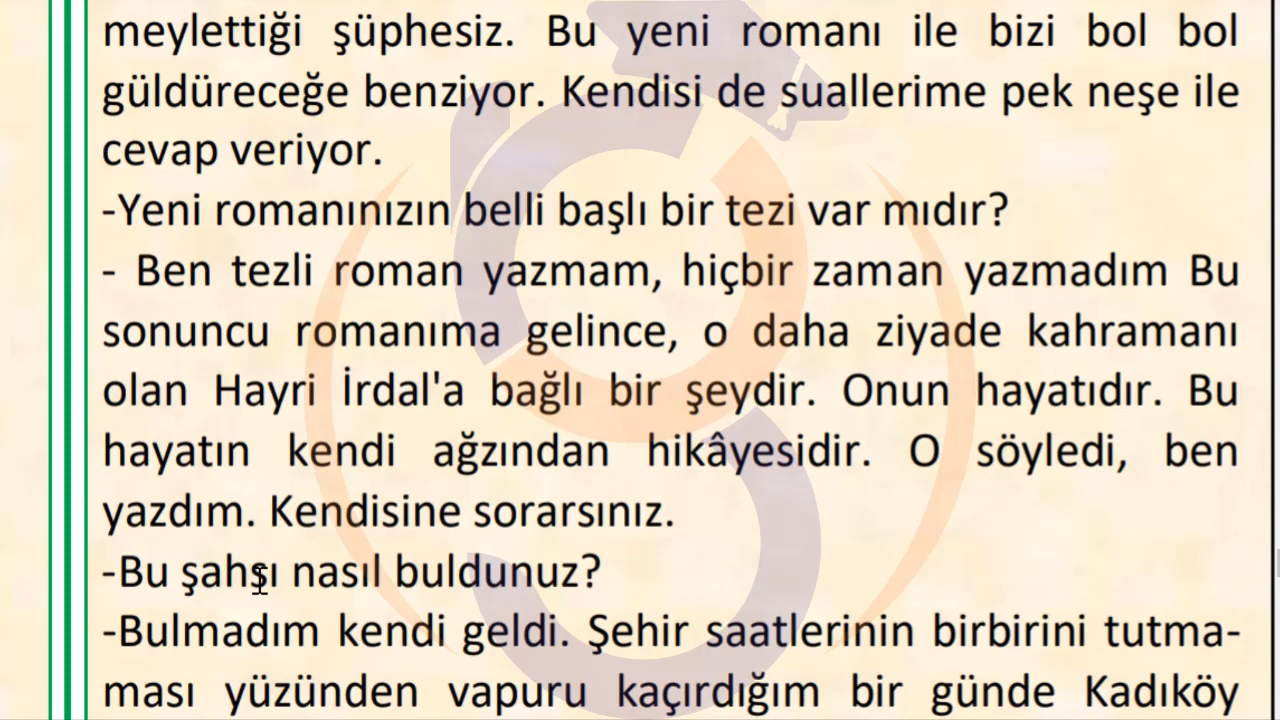 meylettiği şüphesiz. Bu yeni romanı ile bizi bol bol
güldüreceğe benziyor. Kendisi de suallerime pek neşe ile
cevap veriyor.
-Yeni romanınızın belli başlı bir tezi var mıdır?
- Ben tezli roman yazmam, hiçbir zaman yazmadım Bu
sonuncu romanıma gelince, o daha ziyade kahramanı
olan Hayri İrdal'a bağlı bir şeydir. Onun hayatıdır. Bu
hayatın kendi ağzından hikâyesidir. O söyledi, ben
yazdım. Kendisine sorarsınız.
-Bu şahsı nasıl buldunuz?
-Bulmadım kendi geldi. Şehir saatlerinin birbirini tutma-
ması yüzünden vapuru kaçırdığım bir günde Kadıköy